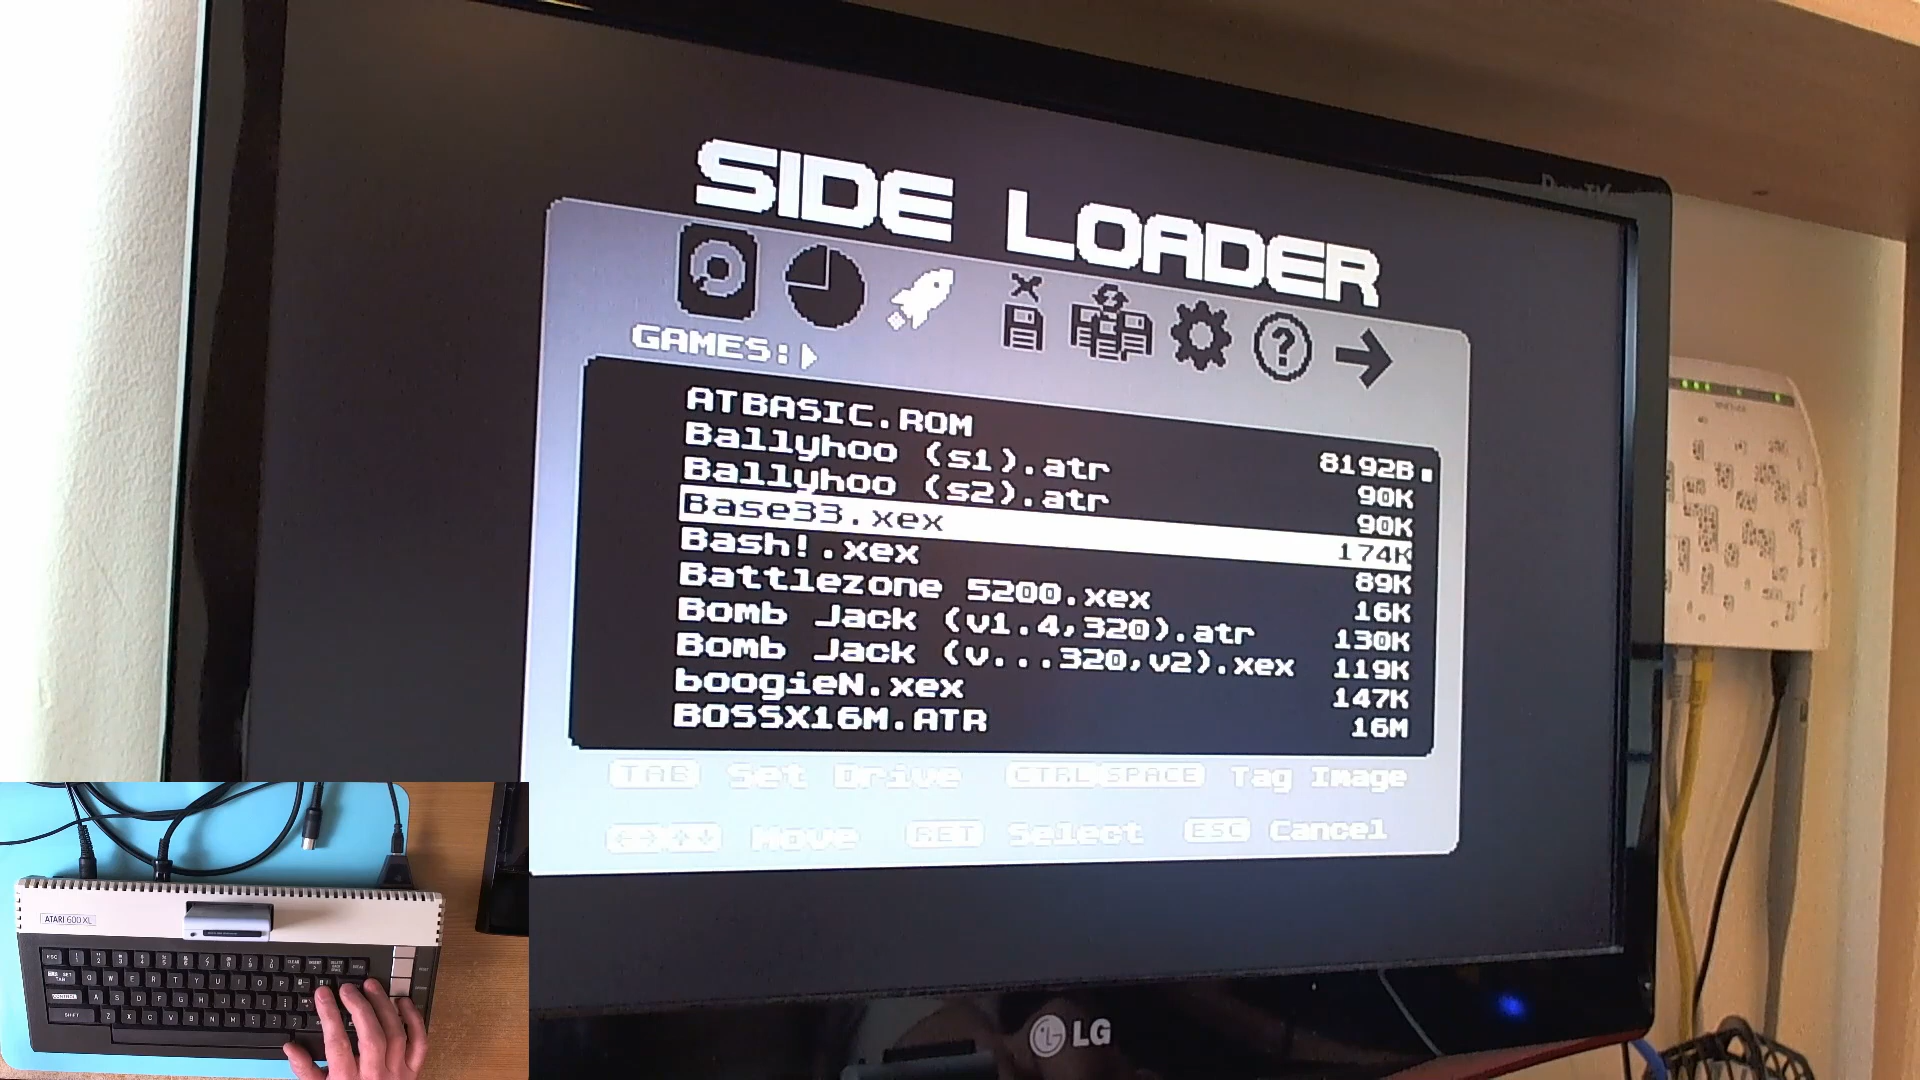 SIDE LOADER
GAMES:
ATBASIC.ROM 8192B
Ballyhoo (s1).atr 90K
Ballyhoo (s2).atr 90K
Base33.xex 174K
Bash!.xex 89K
Battlezone 5200.xex 16K
Bomb Jack (v1.4,320).atr 130K
Bomb Jack (v...320,v2).xex 119K
boogieN.xex 147K
BOSSX16M.ATR 16M
TAB Set Drive CTRL SPACE Tag Image
Move RET Select ESC Cancel
LG
ATARI 600XL